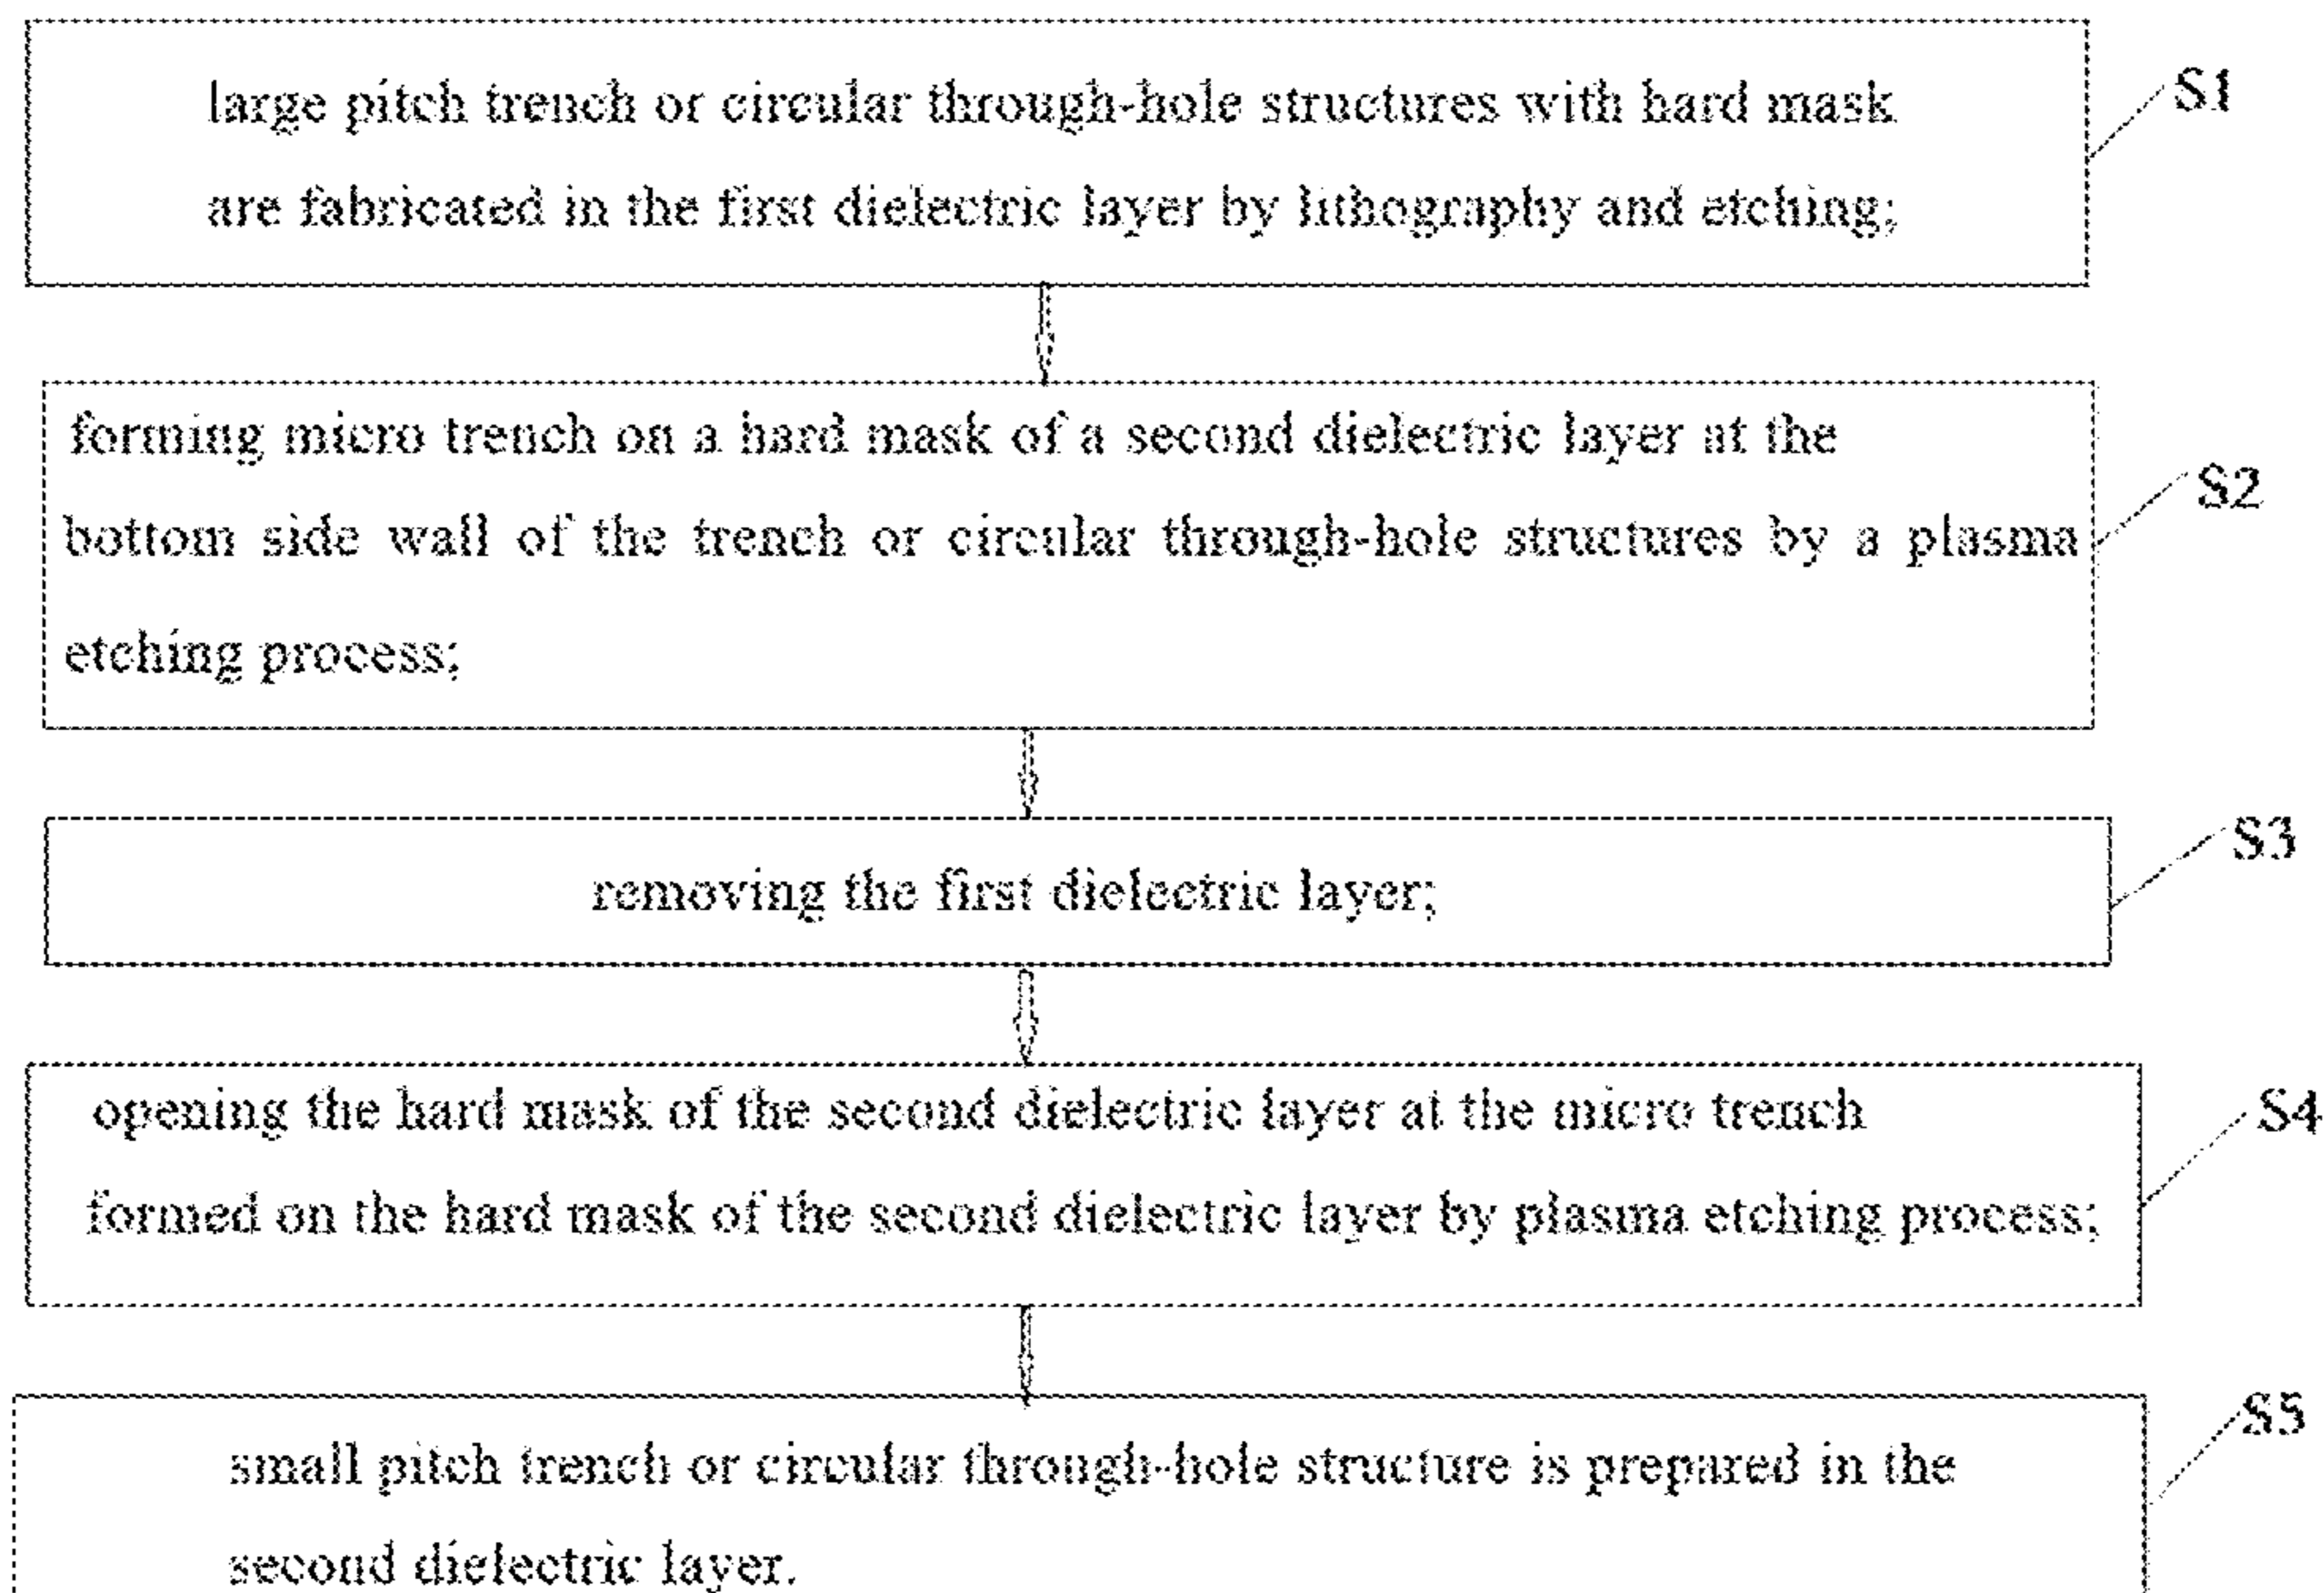 large pitch trench or circular through-hole structures with hard mask
are fabricated in the first dielectric layer by lithography and etching;
S1
forming micro trench on a hard mask of a second dielectric layer at the
bottom side wall of the trench or circular through-hole structures by a plasma
etching process;
S2
removing the first dielectric layer;
S3
opening the hard mask of the second dielectric layer at the micro trench
formed on the hard mask of the second dielectric layer by plasma etching process;
S4
small pitch trench or circular through-hole structure is prepared in the
second dielectric layer.
S5